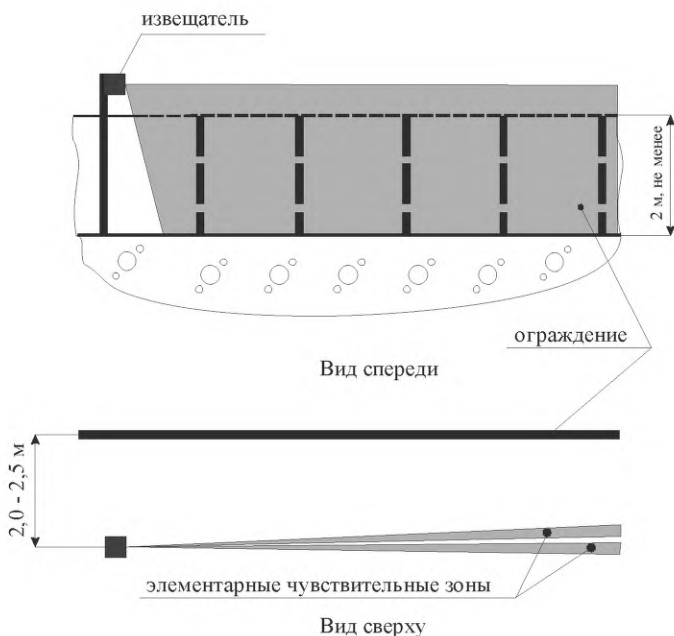 извещатель
2 м, не менее
ограждение
Вид спереди
2,0 - 2,5 м
элементарные чувствительные зоны
Вид сверху